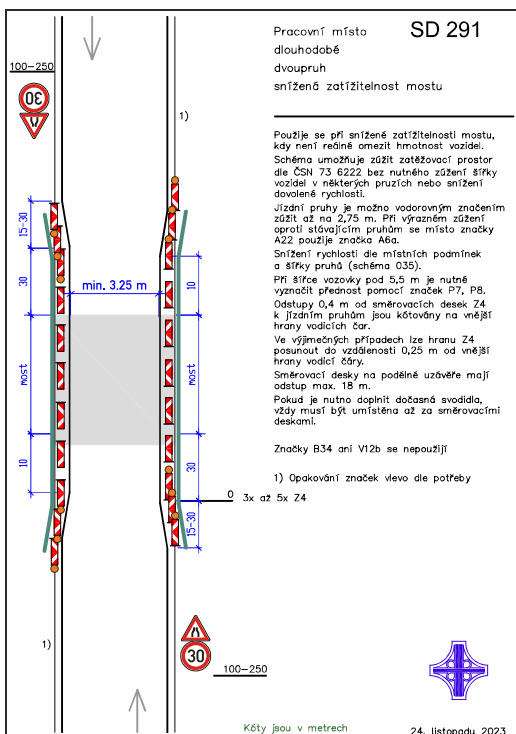 Pracovní místo
SD 291
dlouhodobé
dvoupruh
snížená zatížitelnost mostu
Použije se při snížené zatížitelnosti mostu,
kdy není reálné omezit hmotnost vozidel.
Schéma umožňuje zúžit zatěžovací prostor
dle ČSN 73 6222 bez nutného zúžení šířky
vozidel v některých pruzích nebo snížení
dovolené rychlosti.
Jízdní pruhy je možno vodorovným značením
zúžit až na 2,75 m. Při výrazném zúžení
oproti stávajícím pruhům se místo značky
A22 použije značka A6a.
Snížení rychlosti dle místních podmínek
a šířky pruhů (schéma 035).
Při šířce vozovky pod 5,5 m je nutné
vyznačit přednost pomocí značek P7, P8.
Odstupy 0,4 m od směrovacích desek Z4
k jízdním pruhům jsou kótovány na vnější
hrany vodicích čar.
Ve výjimečných případech lze hranu Z4
posunout do vzdálenosti 0,25 m od vnější
hrany vodicí čáry.
Směrovací desky na podélné uzávěře mají
odstup max. 18 m.
Pokud je nutno doplnit dočasná svodidla,
vždy musí být umístěna až za směrovacími
deskami.
Značky B34 ani V12b se nepoužijí
1) Opakování značek vlevo dle potřeby
100-250
30
1)
15-30
30
min. 3,25 m
10
most
most
10
30
0
3x až 5x Z4
15-30
1)
30
100-250
Kóty jsou v metrech
24. listopadu 2023